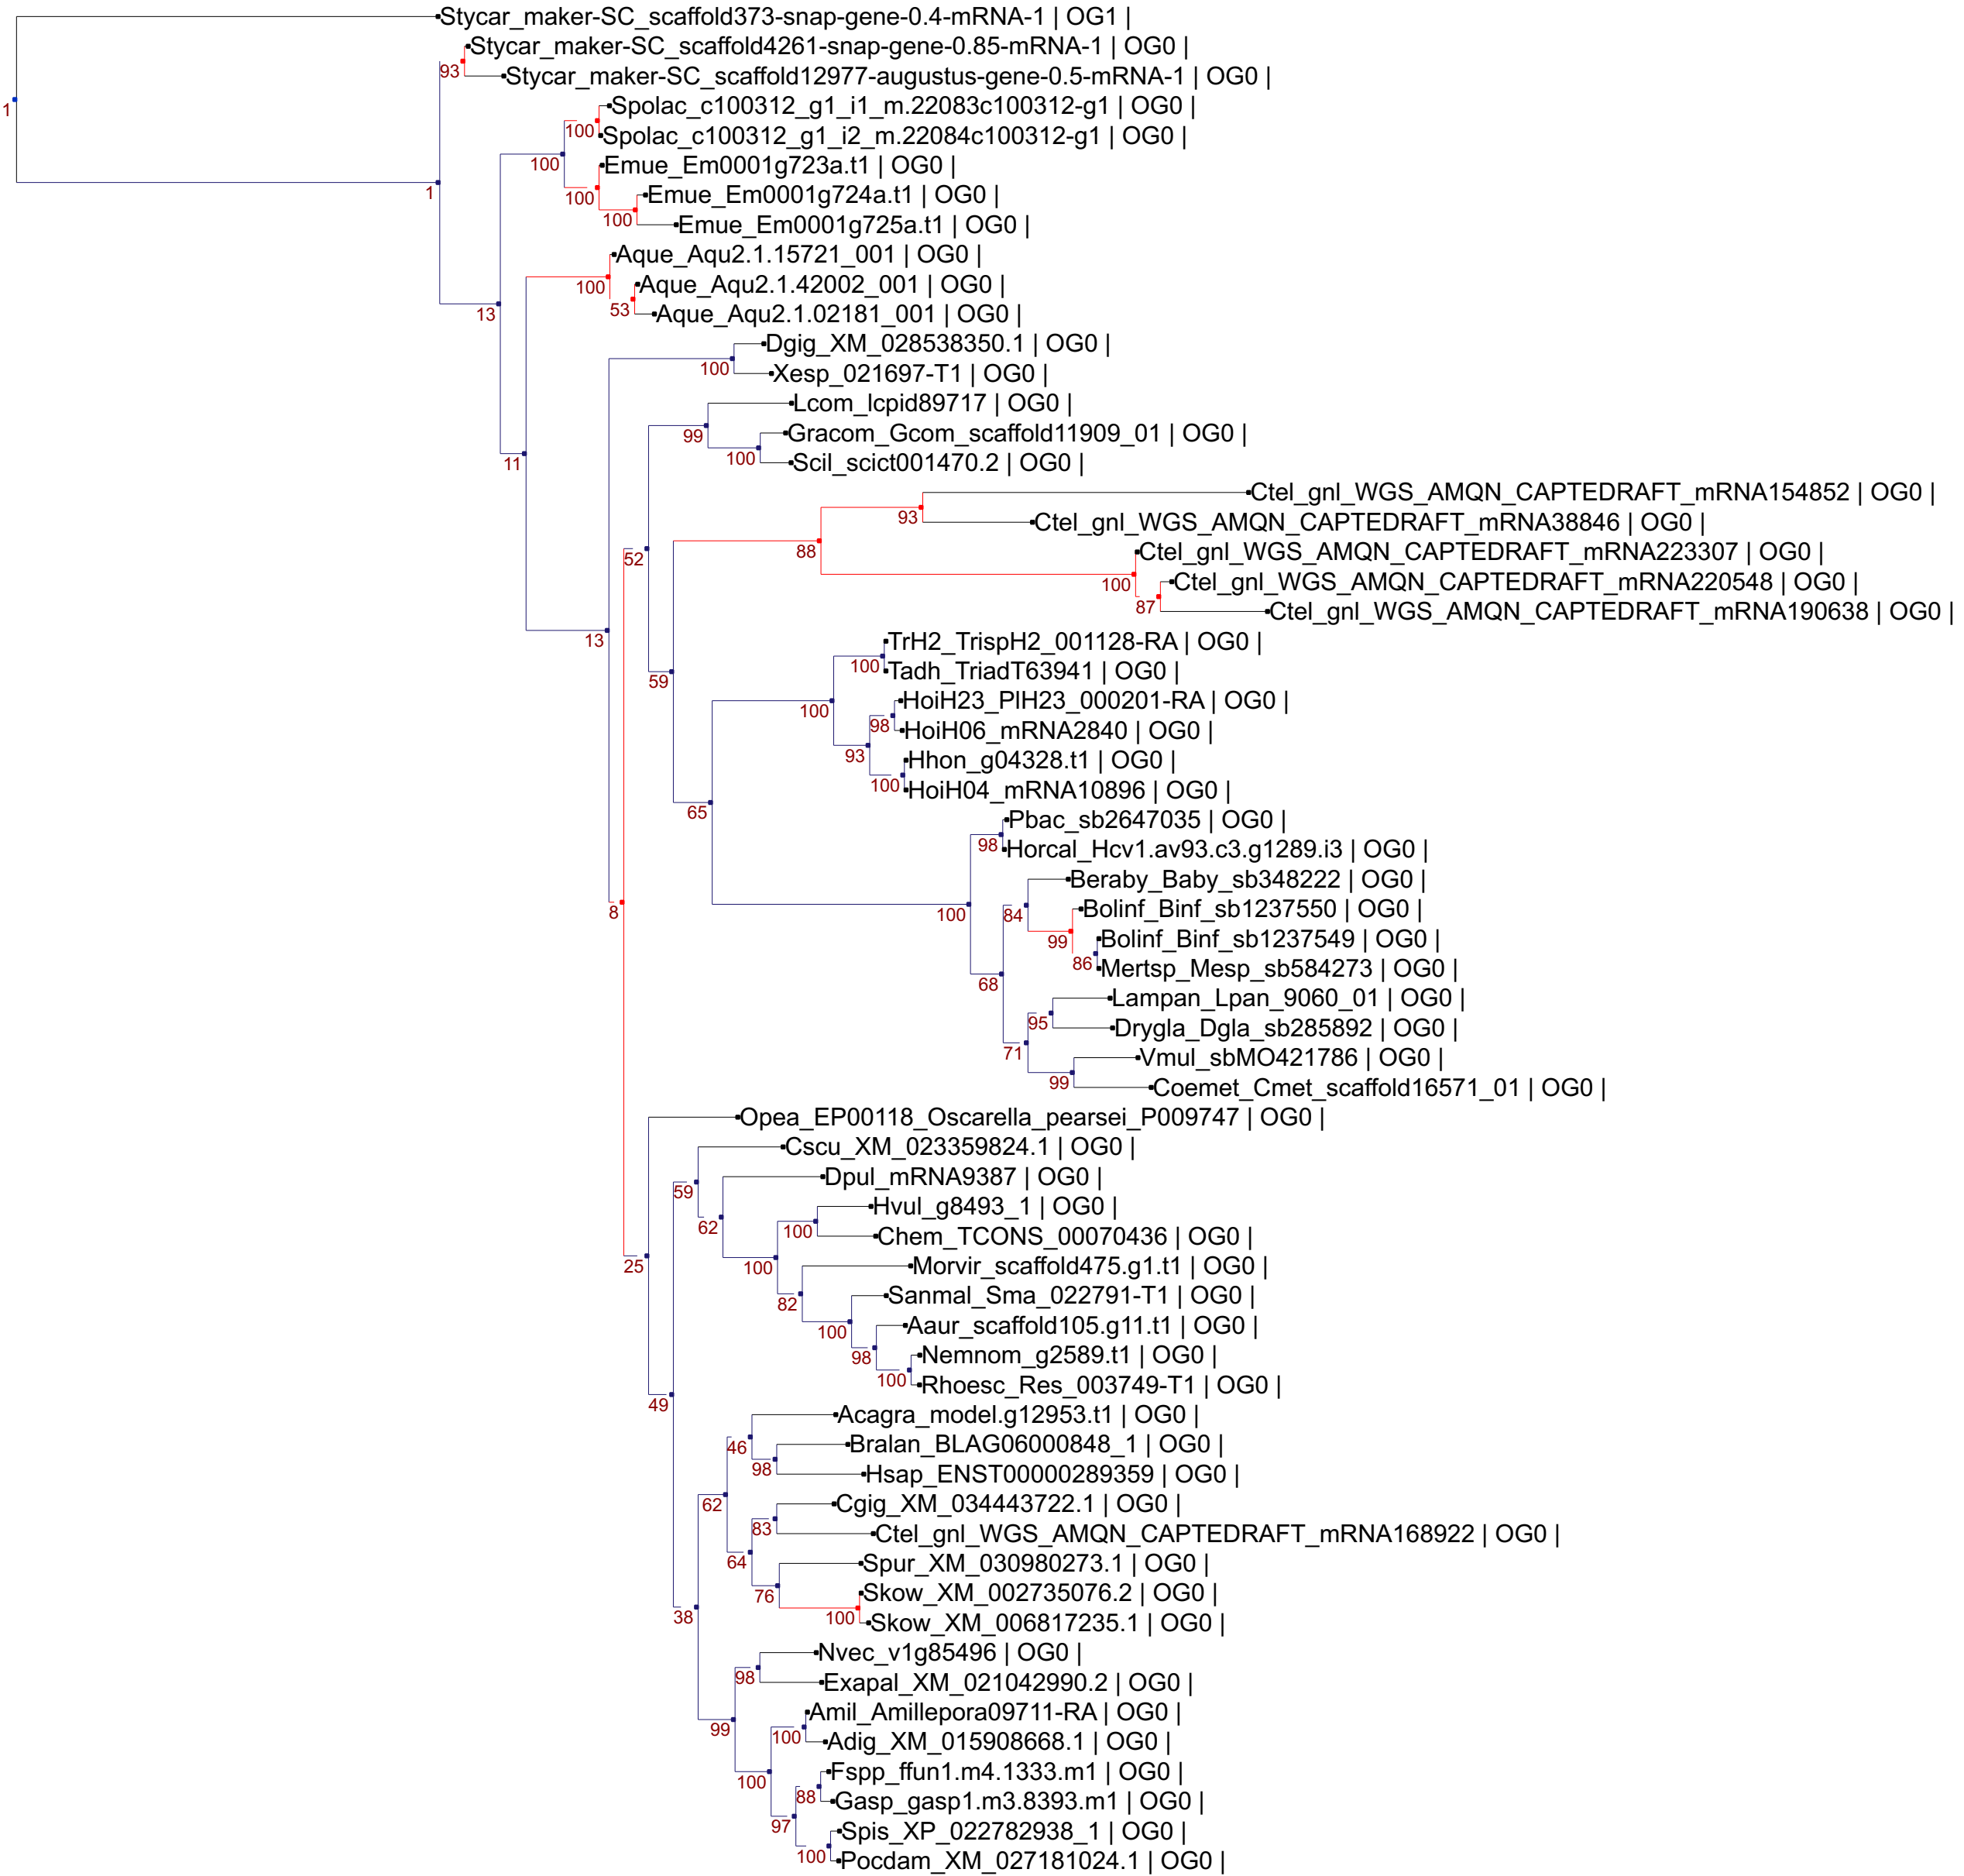 Stycar_maker-SC_scaffold373-snap-gene-0.4-mRNA-1 | OG1 |
Stycar_maker-SC_scaffold4261-snap-gene-0.85-mRNA-1 | OG0 |
93
Stycar_maker-SC_scaffold12977-augustus-gene-0.5-mRNA-1 | OG0 |
1
Spolac_c100312_g1_i1_m.22083c100312-g1 | OG0 |
100
Spolac_c100312_g1_i2_m.22084c100312-g1 | OG0 |
100
Emue_Em0001g723a.t1 | OG0 |
1
100
Emue_Em0001g724a.t1 | OG0 |
100
Emue_Em0001g725a.t1 | OG0 |
Aque_Aqu2.1.15721_001 | OG0 |
100
Aque_Aqu2.1.42002_001 | OG0 |
13
53
Aque_Aqu2.1.02181_001 | OG0 |
Dgig_XM_028538350.1 | OG0 |
100
Xesp_021697-T1 | OG0 |
Lcom_lcpid89717 | OG0 |
99
Gracom_Gcom_scaffold11909_01 | OG0 |
100
11
Scil_scict001470.2 | OG0 |
Ctel_gnl_WGS_AMQN_CAPTEDRAFT_mRNA154852 | OG0 |
93
Ctel_gnl_WGS_AMQN_CAPTEDRAFT_mRNA38846 | OG0 |
52
88
Ctel_gnl_WGS_AMQN_CAPTEDRAFT_mRNA223307 | OG0 |
100
Ctel_gnl_WGS_AMQN_CAPTEDRAFT_mRNA220548 | OG0 |
87
Ctel_gnl_WGS_AMQN_CAPTEDRAFT_mRNA190638 | OG0 |
13
TrH2_TrispH2_001128-RA | OG0 |
100
Tadh_TriadT63941 | OG0 |
59
HoiH23_PlH23_000201-RA | OG0 |
100
98
HoiH06_mRNA2840 | OG0 |
93
Hhon_g04328.t1 | OG0 |
100
HoiH04_mRNA10896 | OG0 |
65
Pbac_sb2647035 | OG0 |
98
Horcal_Hcv1.av93.c3.g1289.i3 | OG0 |
Beraby_Baby_sb348222 | OG0 |
8
100
84
Bolinf_Binf_sb1237550 | OG0 |
99
Bolinf_Binf_sb1237549 | OG0 |
86
Mertsp_Mesp_sb584273 | OG0 |
68
Lampan_Lpan_9060_01 | OG0 |
95
Drygla_Dgla_sb285892 | OG0 |
71
Vmul_sbMO421786 | OG0 |
99
Coemet_Cmet_scaffold16571_01 | OG0 |
Opea_EP00118_Oscarella_pearsei_P009747 | OG0 |
Cscu_XM_023359824.1 | OG0 |
59
Dpul_mRNA9387 | OG0 |
62
Hvul_g8493_1 | OG0 |
100
Chem_TCONS_00070436 | OG0 |
25
100
Morvir_scaffold475.g1.t1 | OG0 |
82
Sanmal_Sma_022791-T1 | OG0 |
100
Aaur_scaffold105.g11.t1 | OG0 |
98
Nemnom_g2589.t1 | OG0 |
100
Rhoesc_Res_003749-T1 | OG0 |
49
Acagra_model.g12953.t1 | OG0 |
46
Bralan_BLAG06000848_1 | OG0 |
98
Hsap_ENST00000289359 | OG0 |
62
Cgig_XM_034443722.1 | OG0 |
83
Ctel_gnl_WGS_AMQN_CAPTEDRAFT_mRNA168922 | OG0 |
64
Spur_XM_030980273.1 | OG0 |
76
Skow_XM_002735076.2 | OG0 |
38
100
Skow_XM_006817235.1 | OG0 |
Nvec_v1g85496 | OG0 |
98
Exapal_XM_021042990.2 | OG0 |
99
Amil_Amillepora09711-RA | OG0 |
100
Adig_XM_015908668.1 | OG0 |
100
Fspp_ffun1.m4.1333.m1 | OG0 |
88
Gasp_gasp1.m3.8393.m1 | OG0 |
97
Spis_XP_022782938_1 | OG0 |
100
Pocdam_XM_027181024.1 | OG0 |